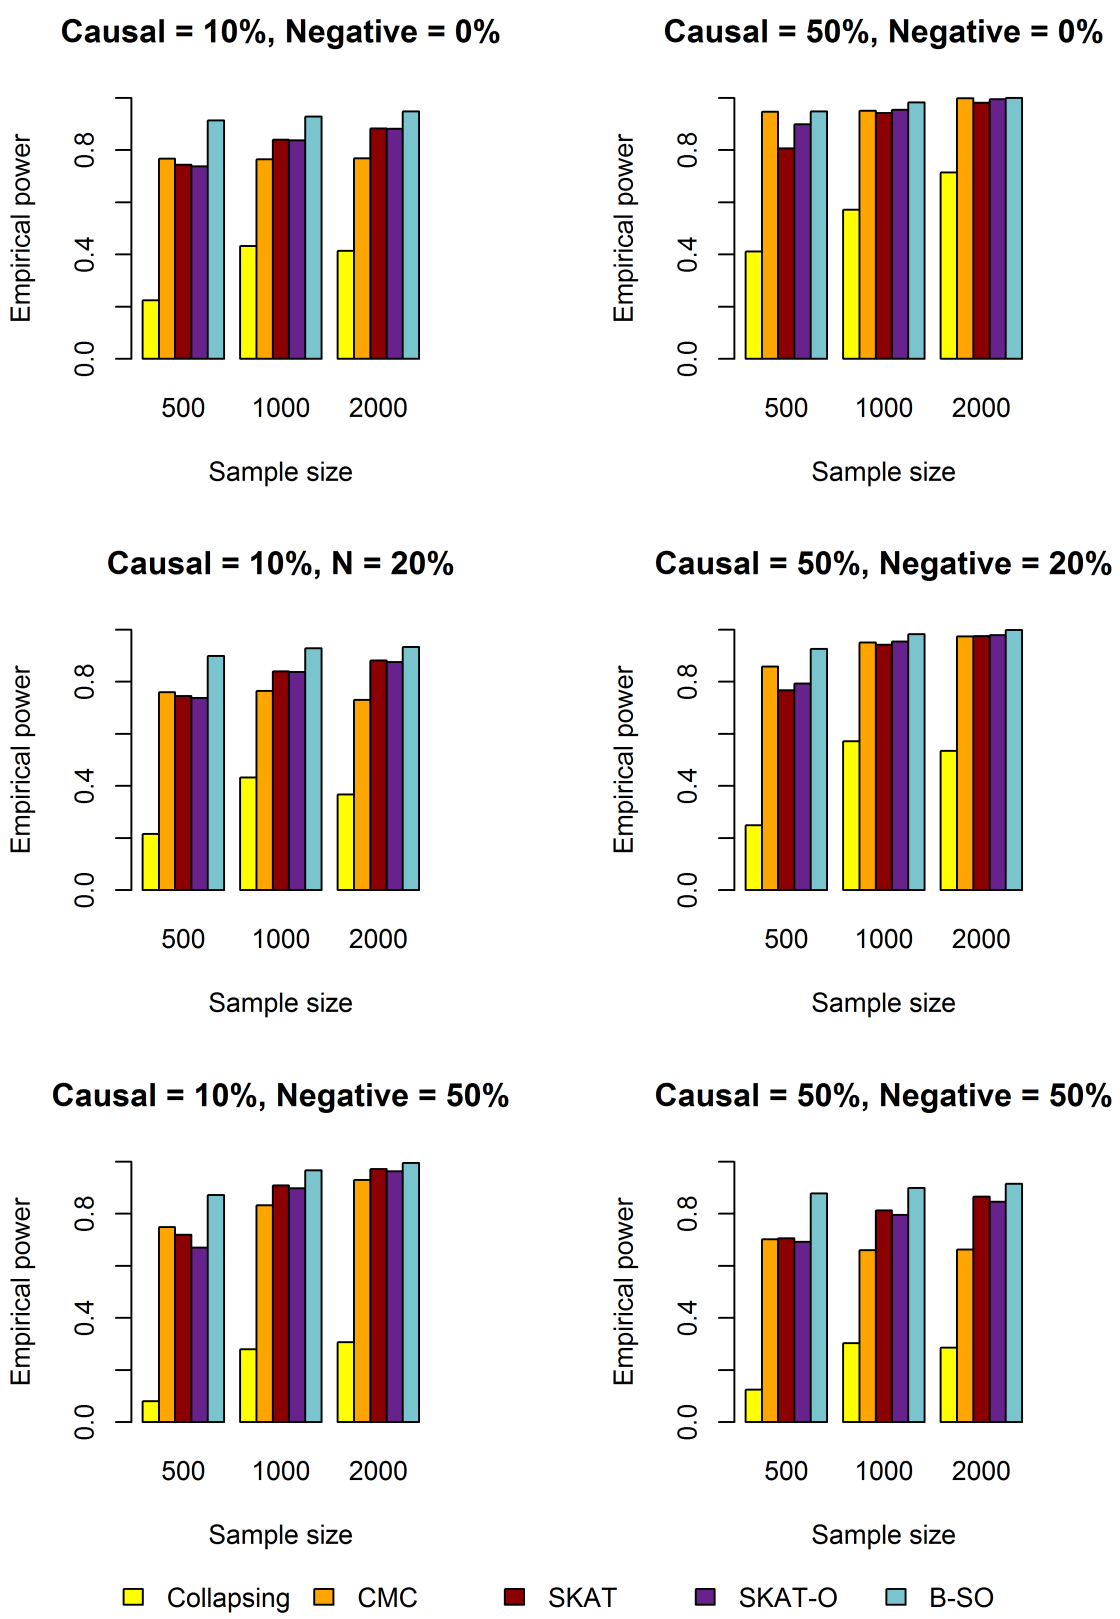 Causal = 10%, Negative = 0%
Empirical power
0.8
0.4
0.0
500 1000 2000
Sample size
Causal = 50%, Negative = 0%
Empirical power
0.8
0.4
0.0
500 1000 2000
Sample size
Causal = 10%, N = 20%
Empirical power
0.8
0.4
0.0
500 1000 2000
Sample size
Causal = 50%, Negative = 20%
Empirical power
0.8
0.4
0.0
500 1000 2000
Sample size
Causal = 10%, Negative = 50%
Empirical power
0.8
0.4
0.0
500 1000 2000
Sample size
Causal = 50%, Negative = 50%
Empirical power
0.8
0.4
0.0
500 1000 2000
Sample size
Collapsing CMC SKAT SKAT-O B-SO